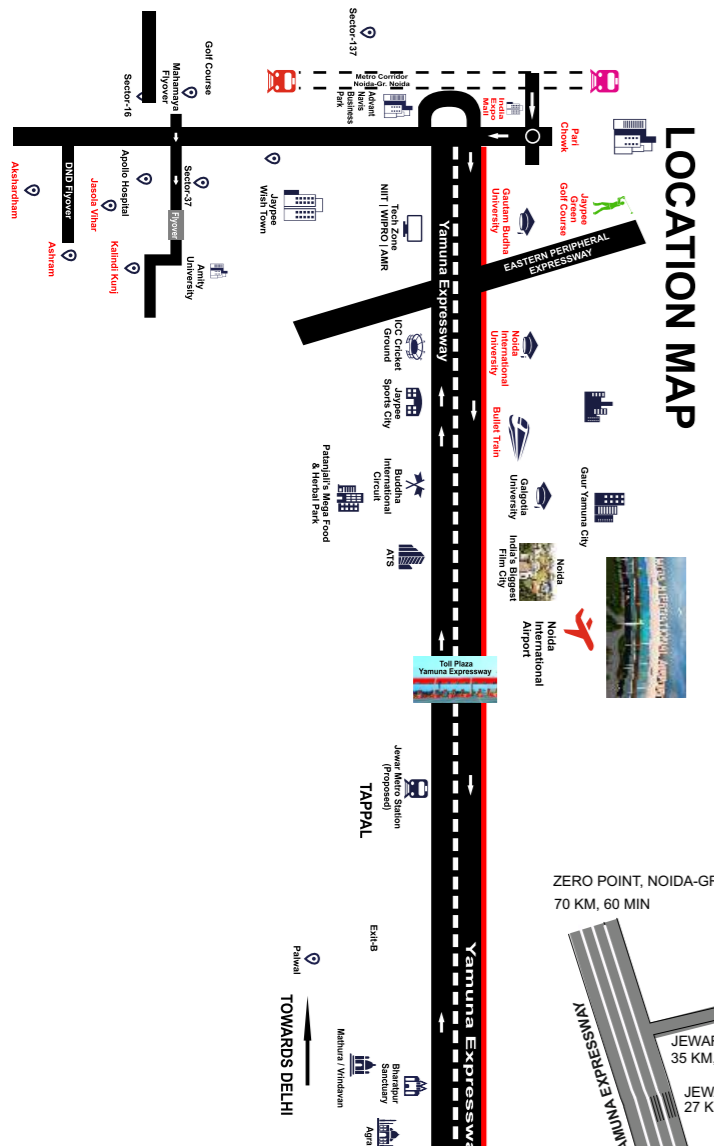 LOCATION MAP
Sector-137
Metro Corridor
Noida-Gr. Noida
Golf Course
Mahamaya
Flyover
Sector-16
Advant
Navis
Business
Park
India
Expo
Mall
Pari
Chowk
Akshardham
DND Flyover
Ashram
Jasola Vihar
Apollo Hospital
Kalindi Kunj
Sector-37
Flyover
Amity
University
Jaypee
Wish Town
Tech Zone
NIIT | WIPRO | AMR
Yamuna Expressway
Gautam Budha
University
Jaypee
Green
Golf Course
EASTERN PERIPHERAL
EXPRESSWAY
ICC Cricket
Ground
Jaypee
Sports City
Noida
International
University
Bullet Train
Buddha
International
Circuit
Patanjali's Mega Food
& Herbal Park
Galgotia
University
Gaur Yamuna City
ATS
Noida
India's Biggest
Film City
Noida
International
Airport
Toll Plaza
Yamuna Expressway
Jewar Metro Station
(Proposed)
TAPPAL
Exit-B
Palwal
TOWARDS DELHI
Yamuna Expresswa
Mathura / Vrindavan
Bharatpur
Sanctuary
Agra
ZERO POINT, NOIDA-GR
70 KM, 60 MIN
AMUNA EXPRESSWAY
JEWAR
35 KM,
JEWA
27 K